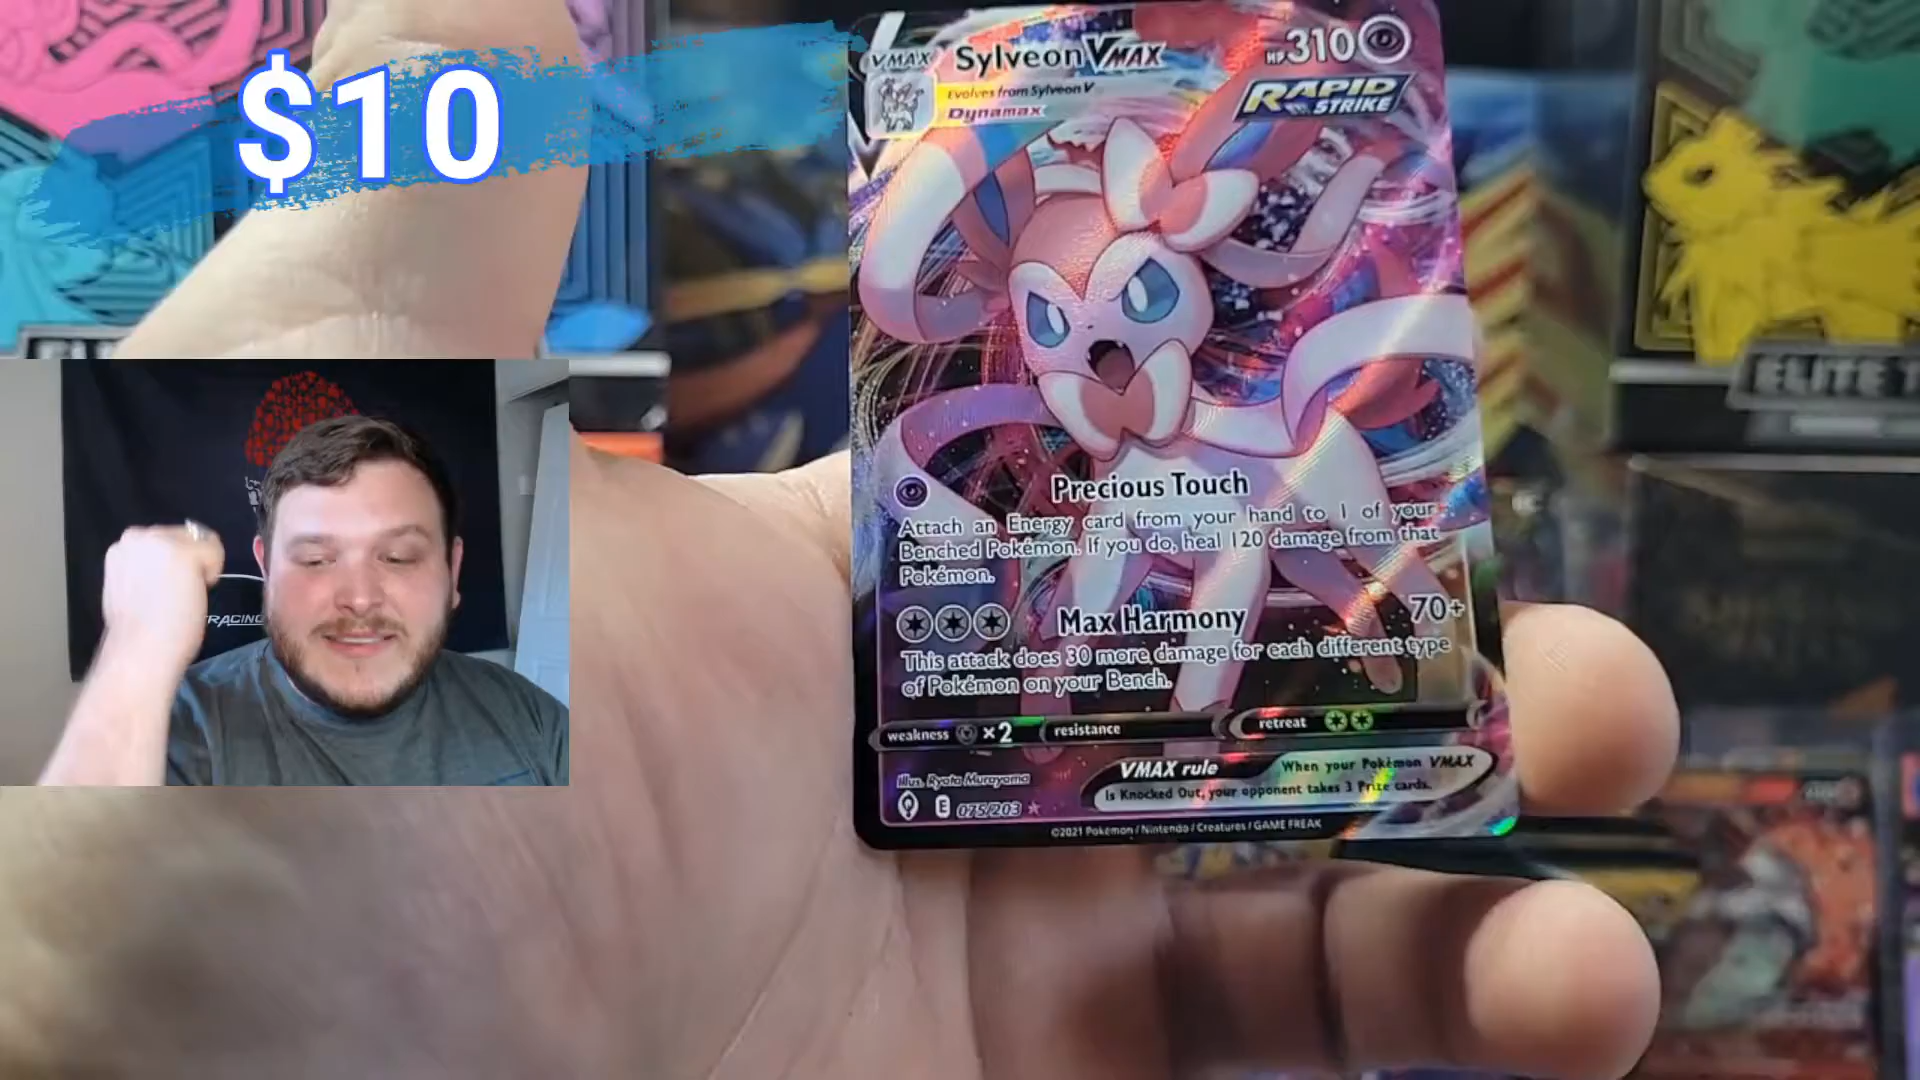 $10
VMAX
Sylveon VMAX
HP 310
Evolves from Sylveon V
Dynamax
RAPID
STRIKE
ELITE T
RACING
Precious Touch
Attach an Energy card from your hand to 1 of your
Benched Pokémon. If you do, heal 120 damage from that
Pokémon.
Max Harmony 70+
This attack does 30 more damage for each different type
of Pokémon on your Bench.
weakness ×2 resistance retreat
VMAX rule When your Pokémon VMAX
is Knocked Out, your opponent takes 3 Prize cards.
Illus. Ryota Murayama
E 075/203
©2021 Pokémon / Nintendo / Creatures / GAME FREAK